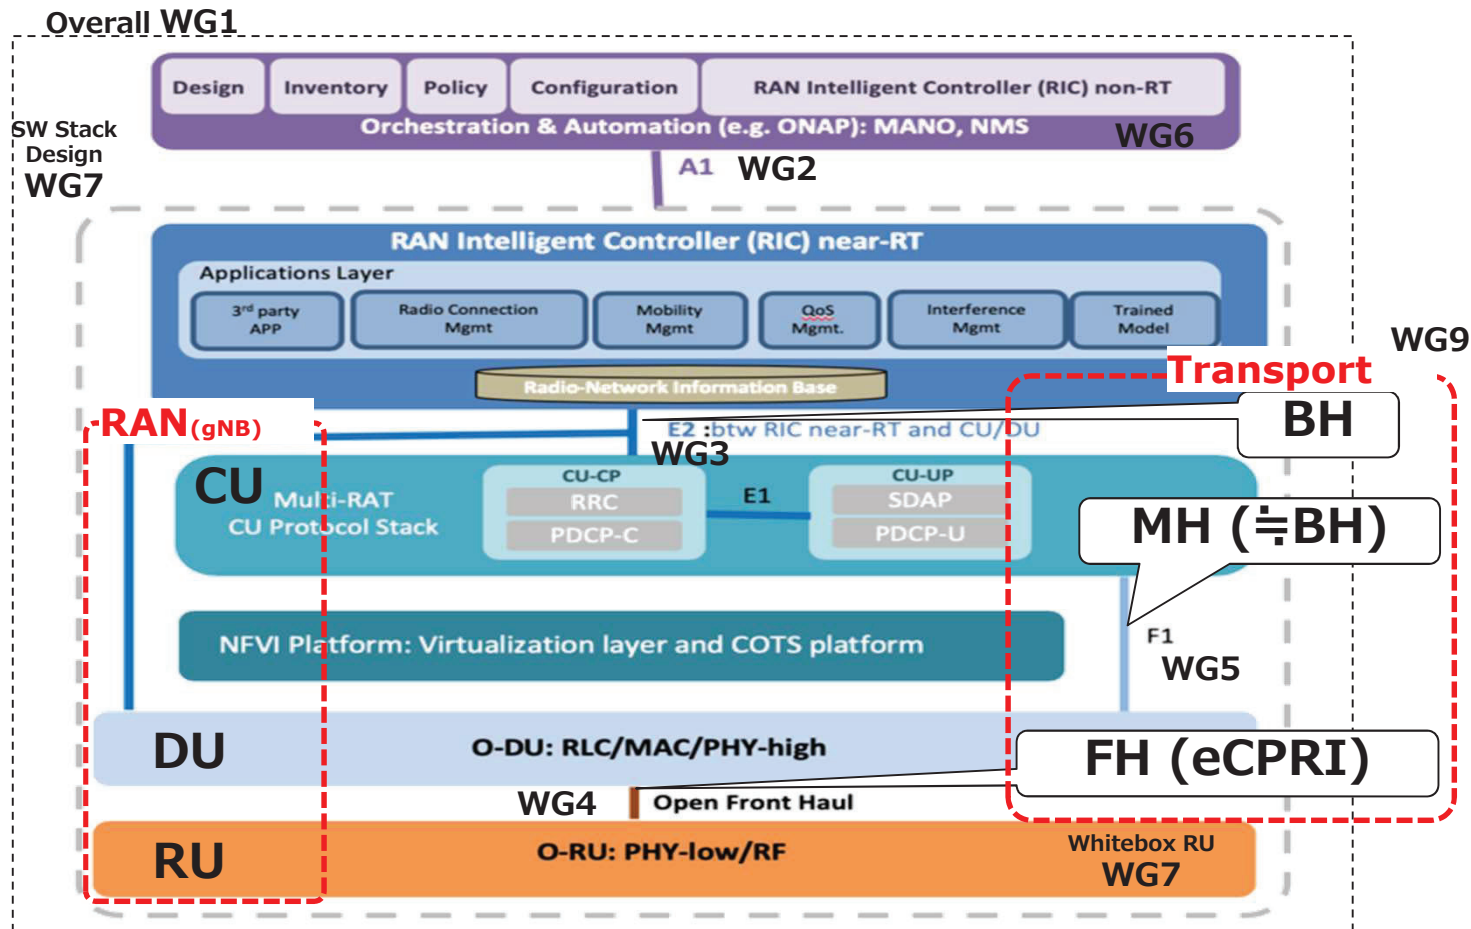 Overall WG1
Design
Inventory
Policy
Configuration
RAN Intelligent Controller (RIC) non-RT
Orchestration & Automation (e.g. ONAP): MANO, NMS
WG6
SW Stack
Design
WG7
A1
WG2
RAN Intelligent Controller (RIC) near-RT
Applications Layer
3rd party
APP
Radio Connection
Mgmt
Mobility
Mgmt
QoS
Mgmt.
Interference
Mgmt
Trained
Model
WG9
Transport
Radio-Network Information Base
RAN(gNB)
E2 :btw RIC near-RT and CU/DU
BH
WG3
CU
Multi-RAT
CU Protocol Stack
CU-CP
RRC
PDCP-C
E1
CU-UP
SDAP
PDCP-U
MH (≒BH)
NFVI Platform: Virtualization layer and COTS platform
F1
WG5
DU
O-DU: RLC/MAC/PHY-high
FH (eCPRI)
WG4
Open Front Haul
RU
O-RU: PHY-low/RF
Whitebox RU
WG7